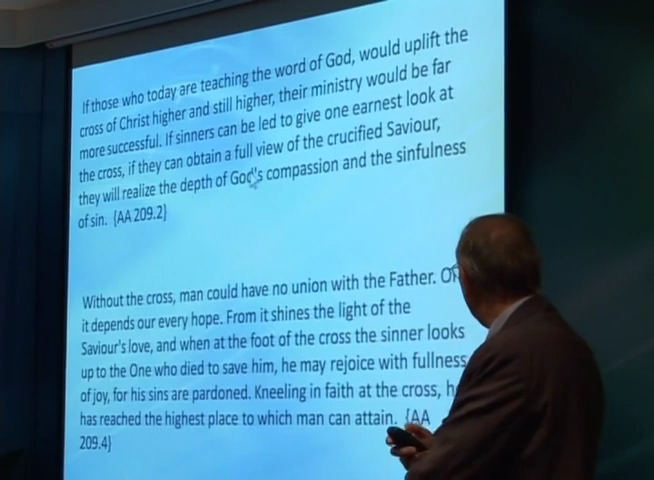 If those who today are teaching the word of God, would uplift the
cross of Christ higher and still higher, their ministry would be far
more successful. If sinners can be led to give one earnest look at
the cross, if they can obtain a full view of the crucified Saviour,
they will realize the depth of God's compassion and the sinfulness
of sin. {AA 209.2}
Without the cross, man could have no union with the Father.
it depends our every hope. From it shines the light of the
Saviour's love, and when at the foot of the cross the sinner looks
up to the One who died to save him, he may rejoice with fullness
of joy, for his sins are pardoned. Kneeling in faith at the cross,
has reached the highest place to which man can attain. {AA
209.4}